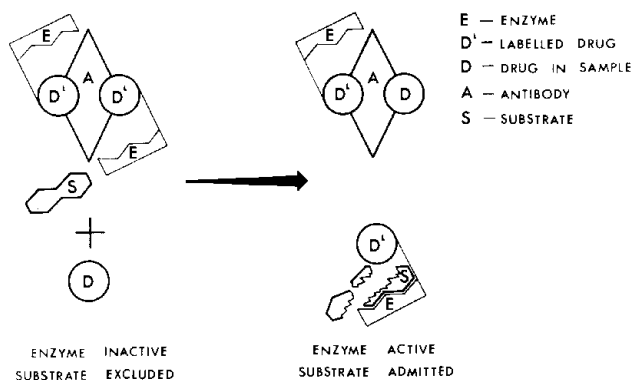 E
A
D'
D'
E
S
+
D
ENZYME INACTIVE
SUBSTRATE EXCLUDED
E
A
D'
D
D'
S
E
ENZYME ACTIVE
SUBSTRATE ADMITTED
E — ENZYME
D' — LABELLED DRUG
D — DRUG IN SAMPLE
A — ANTIBODY
S — SUBSTRATE